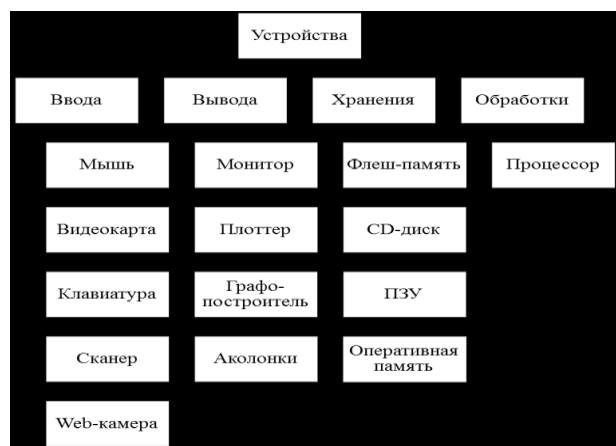 Устройства
Ввода
Вывода
Хранения
Обработки
Мышь
Монитор
Флеш-память
Процессор
Видеокарта
Плоттер
CD-диск
Клавиатура
Графо-
построитель
ПЗУ
Сканер
Аколонки
Оперативная
память
Web-камера